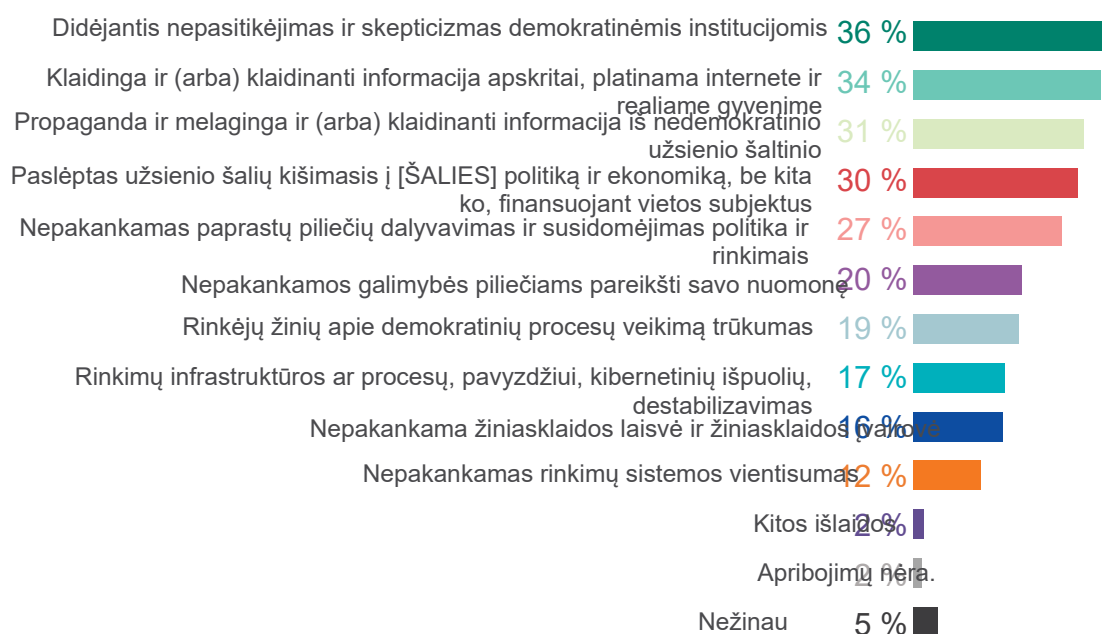 Didėjantis nepasitikėjimas ir skepticizmas demokratinėmis institucijomis 36 %
Klaidinga ir (arba) klaidinanti informacija apskritai, platinama internete ir 34 %
realiame gyvenime
Propaganda ir melaginga ir (arba) klaidinanti informacija iš nedemokratinio 31 %
užsienio šaltinio
Paslėptas užsienio šalių kišimasis į [ŠALIES] politiką ir ekonomiką, be kita 30 %
ko, finansuojant vietos subjektus
Nepakankamas paprastų piliečių dalyvavimas ir susidomėjimas politika ir 27 %
rinkimais
Nepakankamos galimybės piliečiams pareikšti savo nuomonę 20 %
Rinkėjų žinių apie demokratinių procesų veikimą trūkumas 19 %
Rinkimų infrastruktūros ar procesų, pavyzdžiui, kibernetinių išpuolių, 17 %
destabilizavimas
Nepakankama žiniasklaidos laisvė ir žiniasklaidos įvairovė 16 %
Nepakankamas rinkimų sistemos vientisumas 12 %
Kitos išlaidos 2 %
Apribojimų nėra. 2 %
Nežinau 5 %